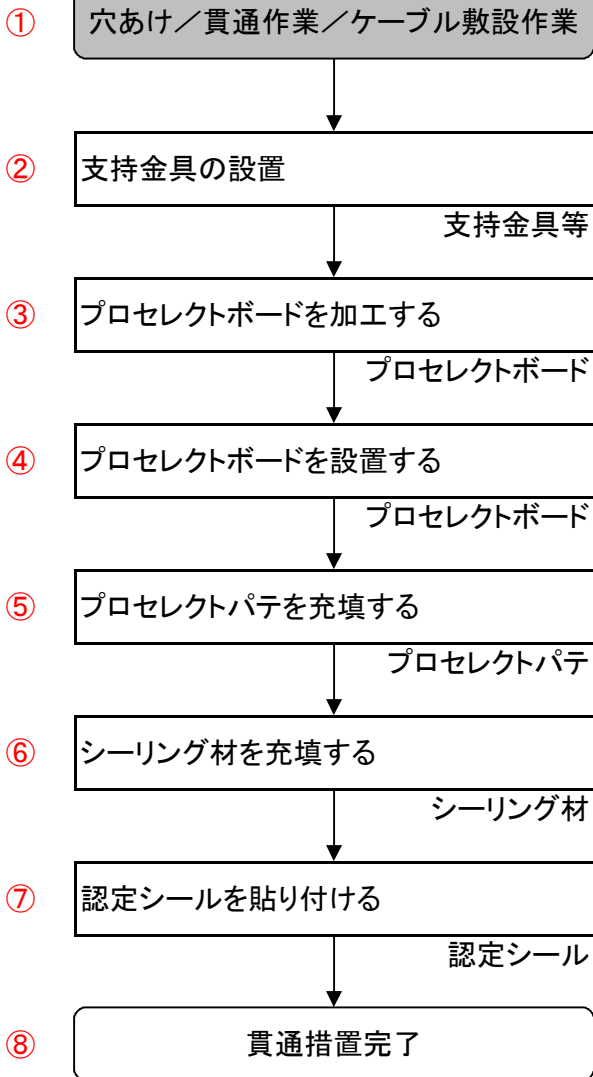 ① 穴あけ／貫通作業／ケーブル敷設作業
② 支持金具の設置
支持金具等
③ プロセレクトボードを加工する
プロセレクトボード
④ プロセレクトボードを設置する
プロセレクトボード
⑤ プロセレクトパテを充填する
プロセレクトパテ
⑥ シーリング材を充填する
シーリング材
⑦ 認定シールを貼り付ける
認定シール
⑧ 貫通措置完了